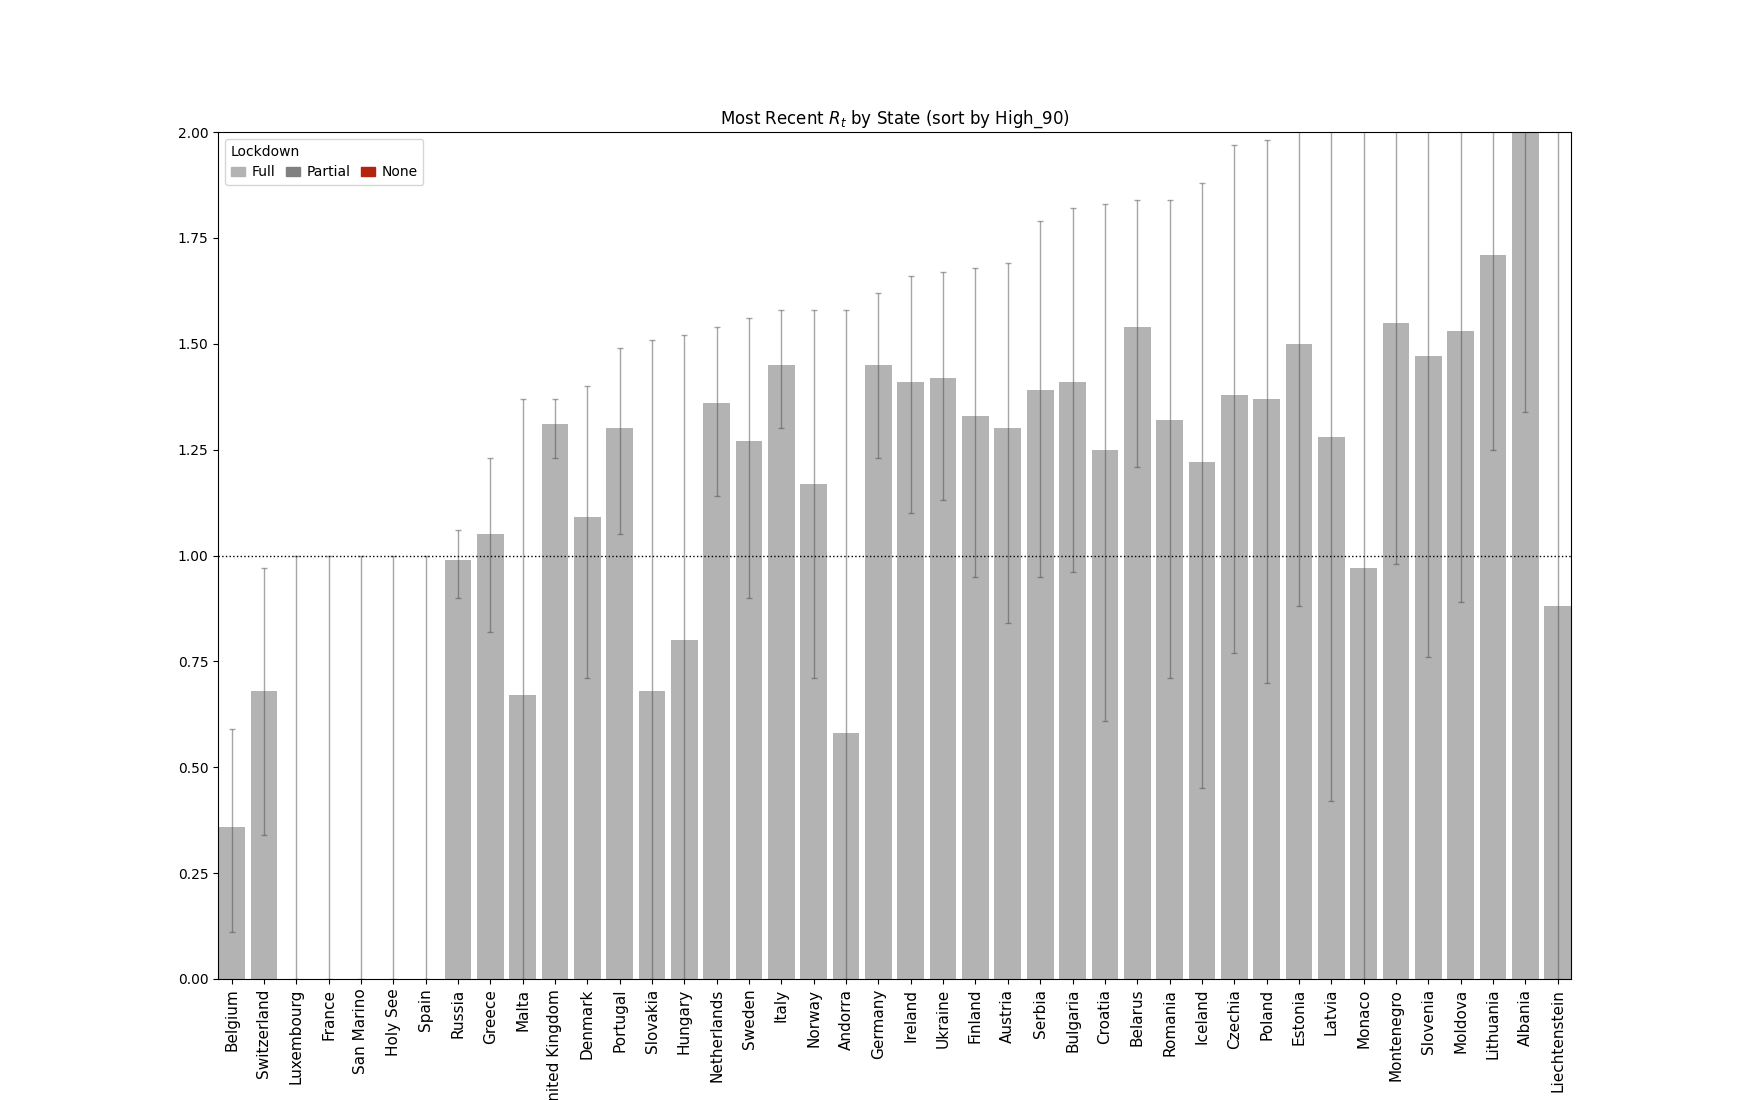 Most Recent R_t by State (sort by High_90)
Lockdown
Full Partial None
2.00
1.75
1.50
1.25
1.00
0.75
0.50
0.25
0.00
Belgium
Switzerland
Luxembourg
France
San Marino
Holy See
Spain
Russia
Greece
Malta
nited Kingdom
Denmark
Portugal
Slovakia
Hungary
Netherlands
Sweden
Italy
Norway
Andorra
Germany
Ireland
Ukraine
Finland
Austria
Serbia
Bulgaria
Croatia
Belarus
Romania
Iceland
Czechia
Poland
Estonia
Latvia
Monaco
Montenegro
Slovenia
Moldova
Lithuania
Albania
Liechtenstein